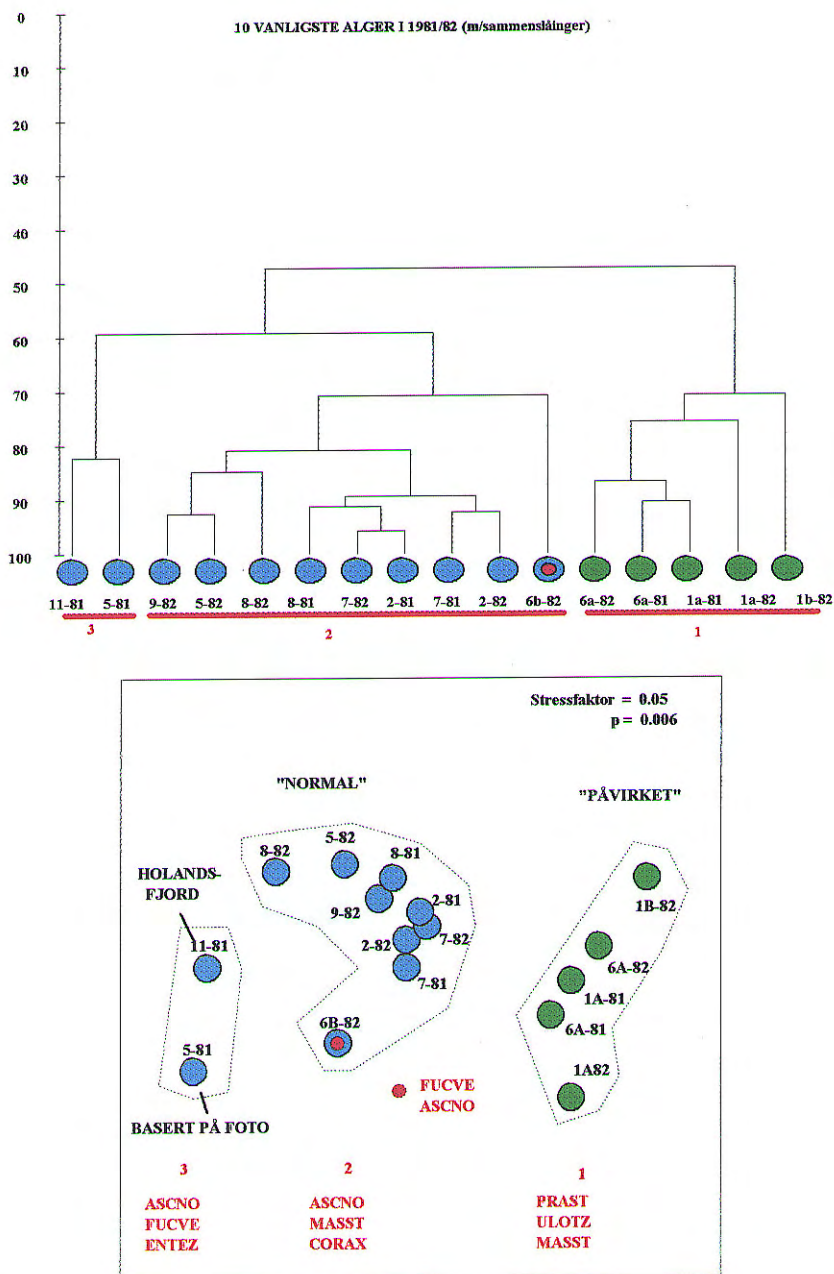 10 VANLIGSTE ALGER I 1981/82 (m/sammenslåinger)
0
10
20
30
40
50
60
70
80
90
100
11-81 5-81 9-82 5-82 8-82 8-81 7-82 2-81 7-81 2-82 6b-82 6a-82 6a-81 1a-81 1a-82 1b-82
3 2 1
Stressfaktor = 0.05
p = 0.006
"NORMAL"
"PÅVIRKET"
5-82
8-82
8-81
HOLANDS-
FJORD
9-82
2-81
1B-82
7-82
2-82
11-81
6A-82
7-81
1A-81
6B-82
6A-81
5-81
1A82
FUCVE
ASCNO
BASERT PÅ FOTO
3 2 1
ASCNO ASCNO PRAST
FUCVE MASST ULOTZ
ENTEZ CORAX MASST